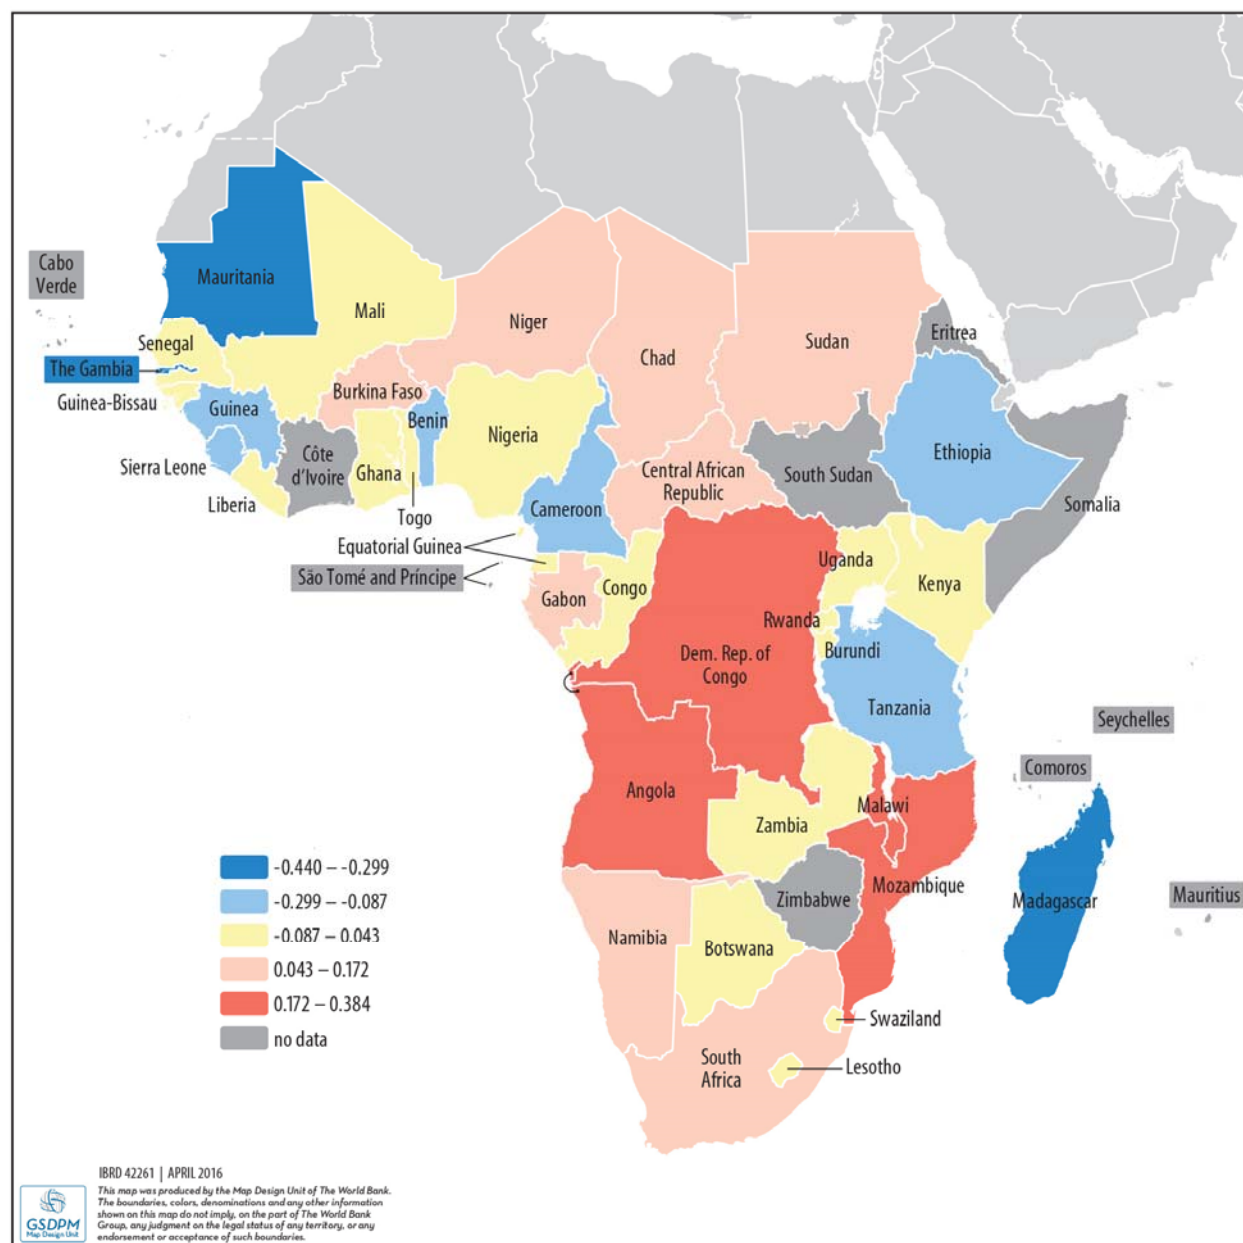 Cabo
Verde
Mauritania
Mali
Niger
Chad
Sudan
Eritrea
Senegal
The Gambia
Guinea-Bissau
Guinea
Burkina Faso
Benin
Nigeria
Sierra Leone
Côte
d'Ivoire
Ghana
Liberia
Togo
Cameroon
Central African
Republic
South Sudan
Ethiopia
Somalia
Equatorial Guinea
São Tomé and Príncipe
Gabon
Congo
Uganda
Kenya
Rwanda
Burundi
Dem. Rep. of
Congo
Tanzania
Seychelles
Comoros
Angola
Malawi
Zambia
Mozambique
Zimbabwe
Madagascar
Mauritius
Namibia
Botswana
Swaziland
South
Africa
Lesotho
-0.440 – -0.299
-0.299 – -0.087
-0.087 – 0.043
0.043 – 0.172
0.172 – 0.384
no data
IBRD 42261 | APRIL 2016
This map was produced by the Map Design Unit of The World Bank.
The boundaries, colors, denominations and any other information
shown on this map do not imply, on the part of The World Bank
Group, any judgment on the legal status of any territory, or any
endorsement or acceptance of such boundaries.
GSDPM
Map Design Unit